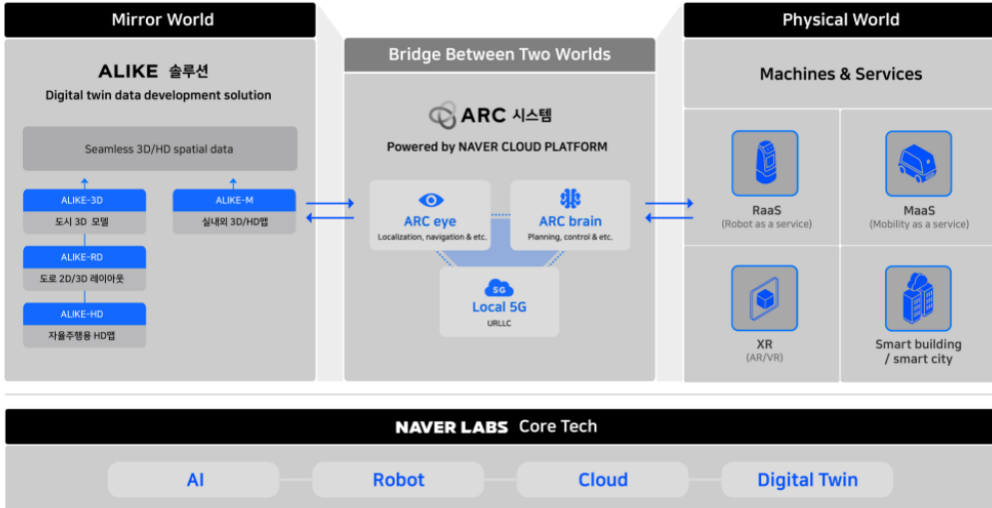 Mirror World
ALIKE 솔루션
Digital twin data development solution
Seamless 3D/HD spatial data
ALIKE-3D
도시 3D 모델
ALIKE-RD
도로 2D/3D 레이아웃
ALIKE-HD
자율주행용 HD맵
ALIKE-M
실내외 3D/HD맵
Bridge Between Two Worlds
ARC 시스템
Powered by NAVER CLOUD PLATFORM
ARC eye
Localization, navigation & etc.
ARC brain
Planning, control & etc.
5G
Local 5G
URLLC
Physical World
Machines & Services
RaaS
(Robot as a service)
MaaS
(Mobility as a service)
XR
(AR/VR)
Smart building
/ smart city
NAVER LABS Core Tech
AI
Robot
Cloud
Digital Twin